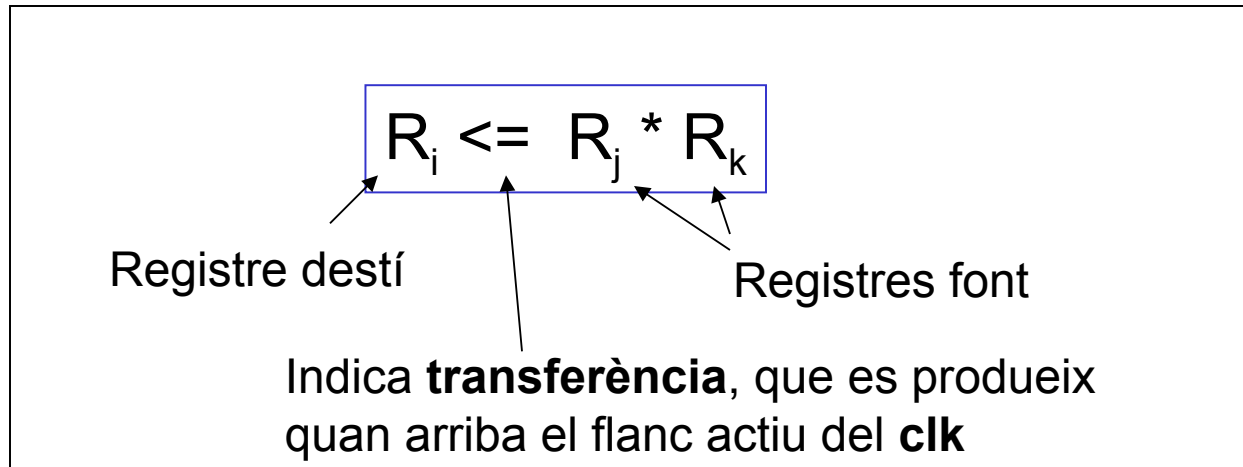 Ri <= Rj * Rk
Registre destí
Registres font
Indica transferència, que es produeix
quan arriba el flanc actiu del clk